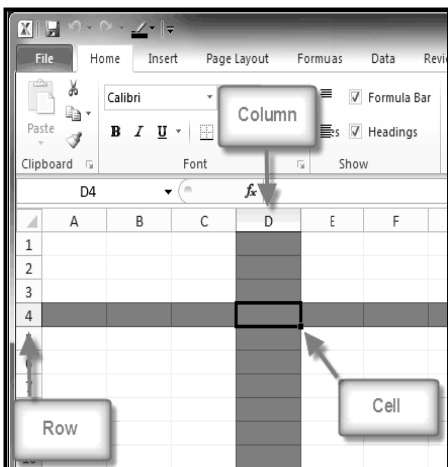 File Home Insert Page Layout Formuas Data
Calibri
Formula Bar
Column
Paste
B I U
Headings
Clipboard Font Show
D4 fx
A B C D E F
1
2
3
4
Cell
Row